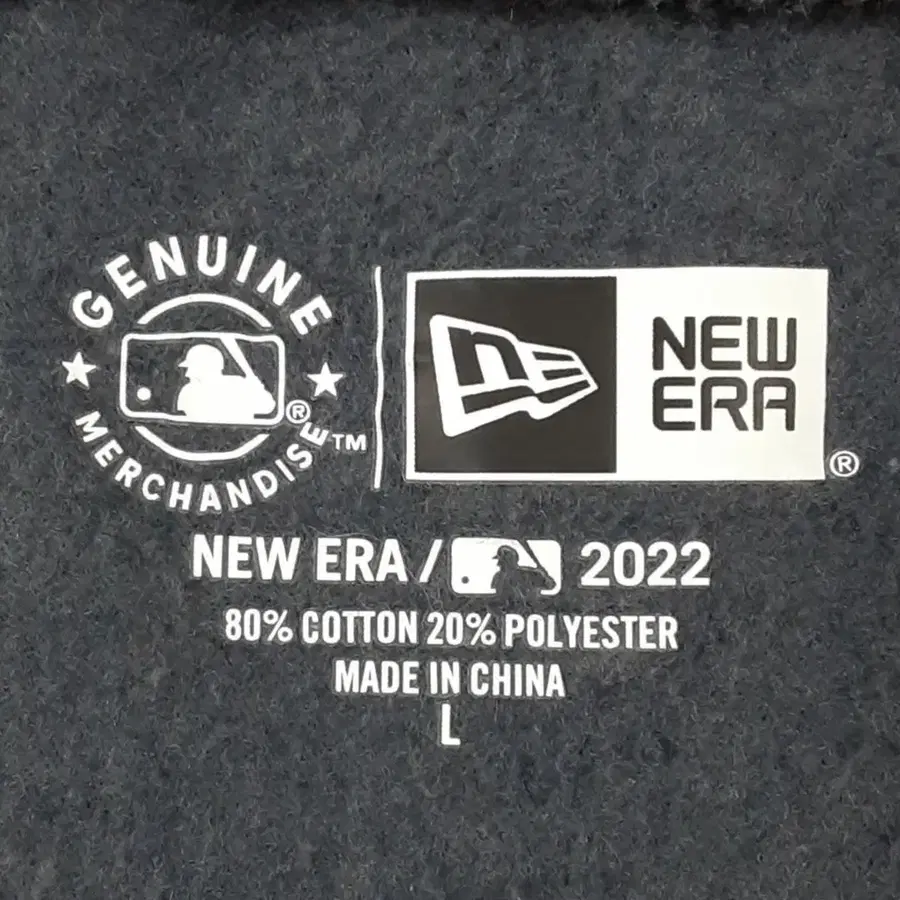 GENUINE
MERCHANDISE™
®
NEW
ERA
®
NEW ERA / 2022
80% COTTON 20% POLYESTER
MADE IN CHINA
L